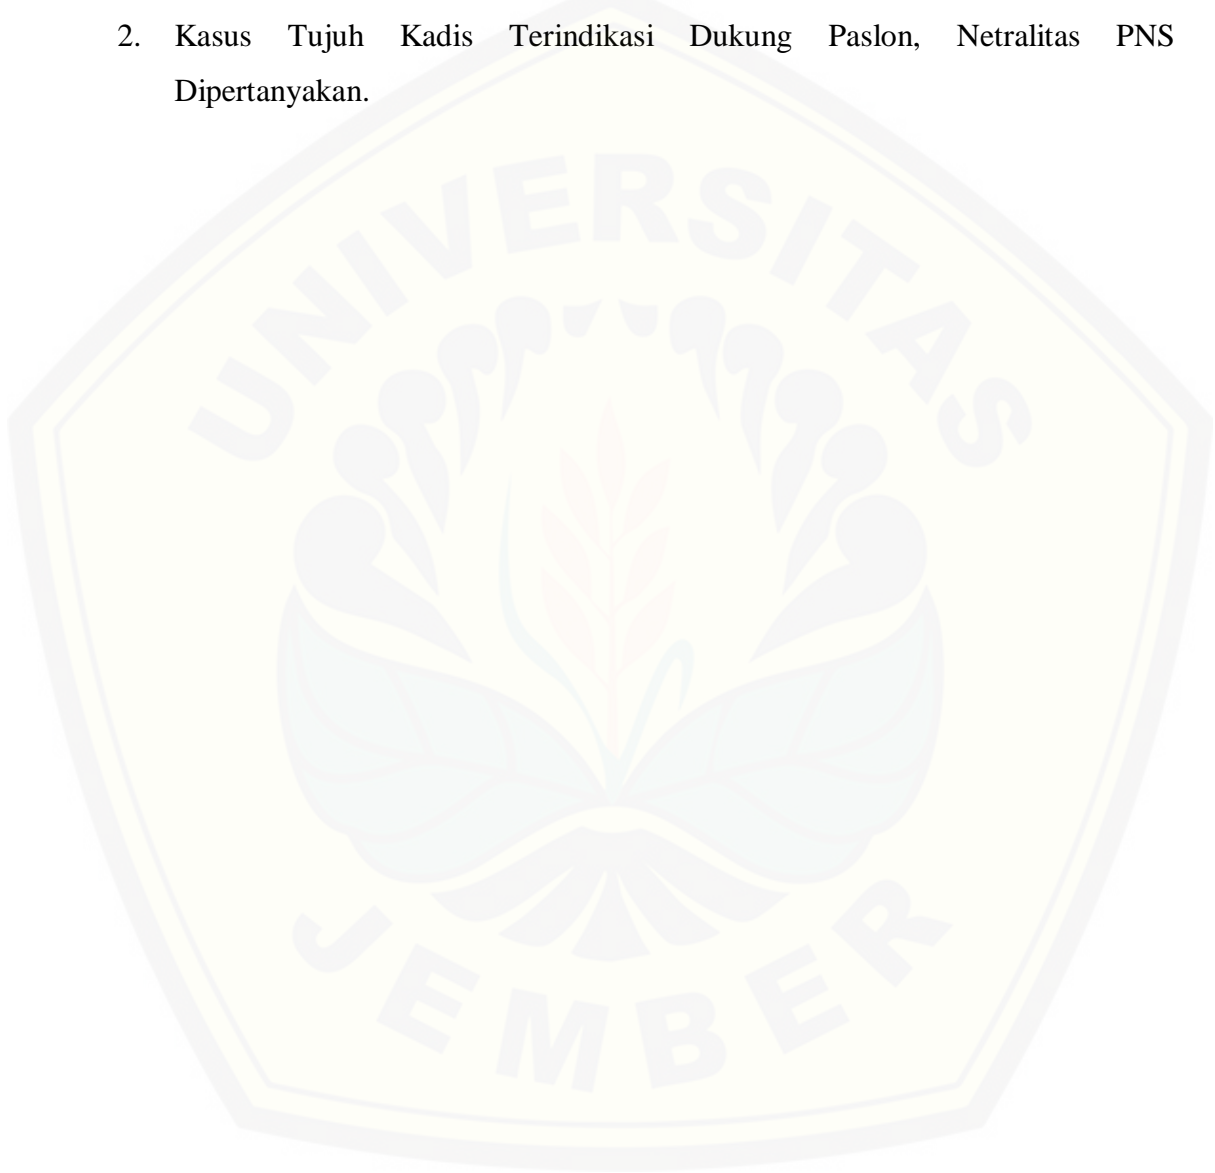 2. Kasus Tujuh Kadis Terindikasi Dukung Paslon, Netralitas PNS
Dipertanyakan.
UNIVERSITAS
JEMBER